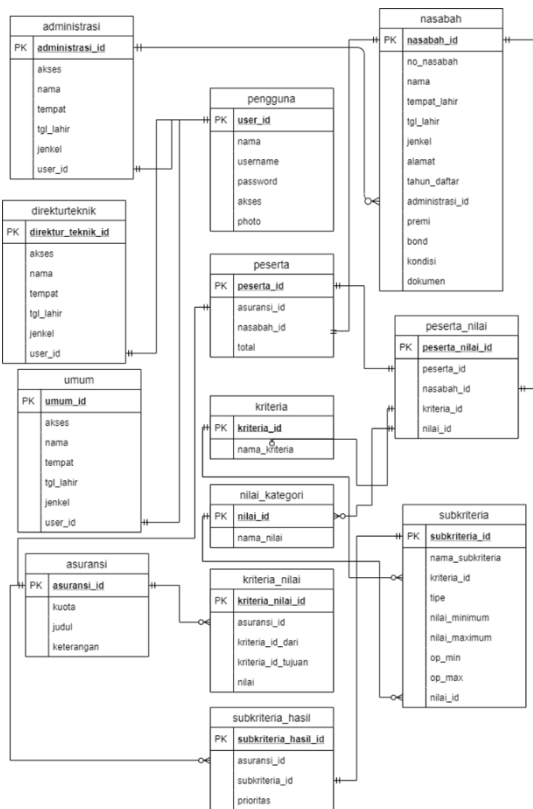 administrasi
PK administrasi_id
akses
nama
tempat
tgl_lahir
jenkel
user_id
direkturteknik
PK direktur_teknik_id
akses
nama
tempat
tgl_lahir
jenkel
user_id
umum
PK umum_id
akses
nama
tempat
tgl_lahir
jenkel
user_id
asuransi
PK asuransi_id
kuota
judul
keterangan
pengguna
PK user_id
nama
username
password
akses
photo
peserta
PK peserta_id
asuransi_id
nasabah_id
total
kriteria
PK kriteria_id
nama_kriteria
nilai_kategori
PK nilai_id
nama_nilai
kriteria_nilai
PK kriteria_nilai_id
asuransi_id
kriteria_id_dari
kriteria_id_tujuan
nilai
subkriteria_hasil
PK subkriteria_hasil_id
asuransi_id
subkriteria_id
prioritas
nasabah
PK nasabah_id
no_nasabah
nama
tempat_lahir
tgl_lahir
jenkel
alamat
tahun_daftar
administrasi_id
premi
bond
kondisi
dokumen
peserta_nilai
PK peserta_nilai_id
peserta_id
nasabah_id
kriteria_id
nilai_id
subkriteria
PK subkriteria_id
nama_subkriteria
kriteria_id
tipe
nilai_minimum
nilai_maximum
op_min
op_max
nilai_id